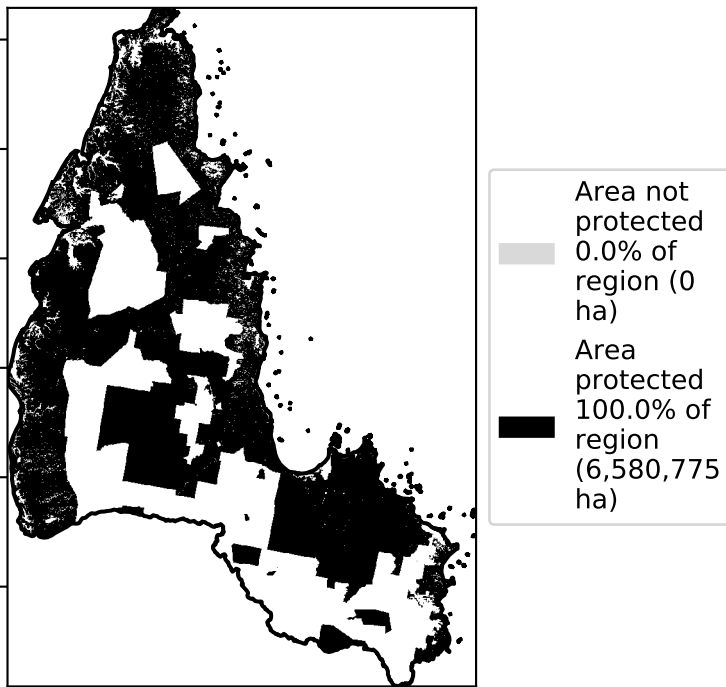 Area not
protected
0.0% of
region (0
ha)
Area
protected
100.0% of
region
(6,580,775
ha)